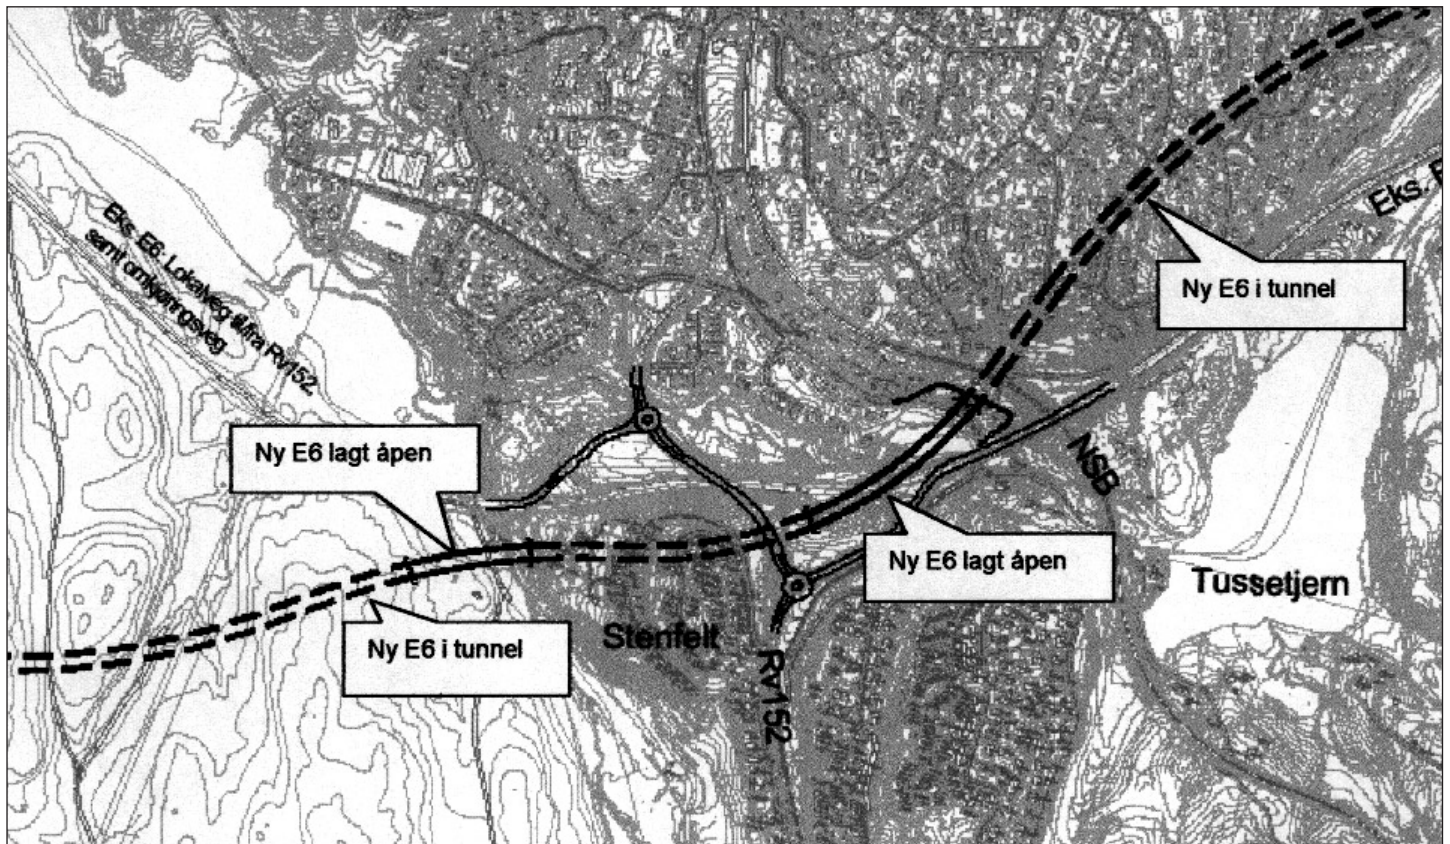 Eks. E6: Lokalveg til/fra Rv152,
samt omkjøringsveg
Eks.
Ny E6 i tunnel
Ny E6 lagt åpen
NSB
Ny E6 lagt åpen
Tussetjern
Ny E6 i tunnel
Stenfelt
Rv152